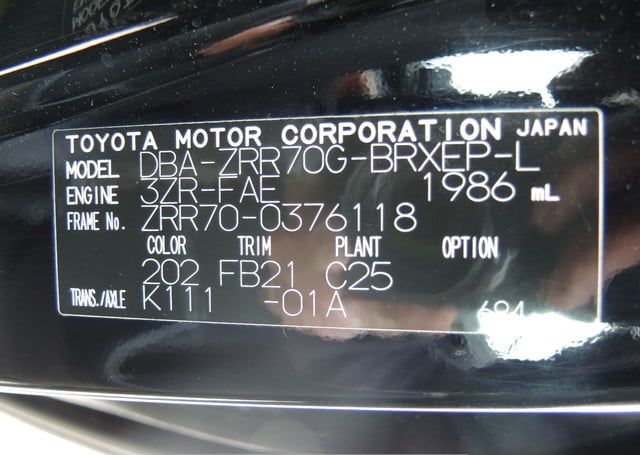 TOYOTA MOTOR CORPORATION JAPAN
MODEL DBA-ZRR70G-BRXEP-L
ENGINE 3ZR-FAE 1986 mL
FRAME No. ZRR70-0376118
COLOR TRIM PLANT OPTION
202 FB21 C25
TRANS./AXLE K111 -01A